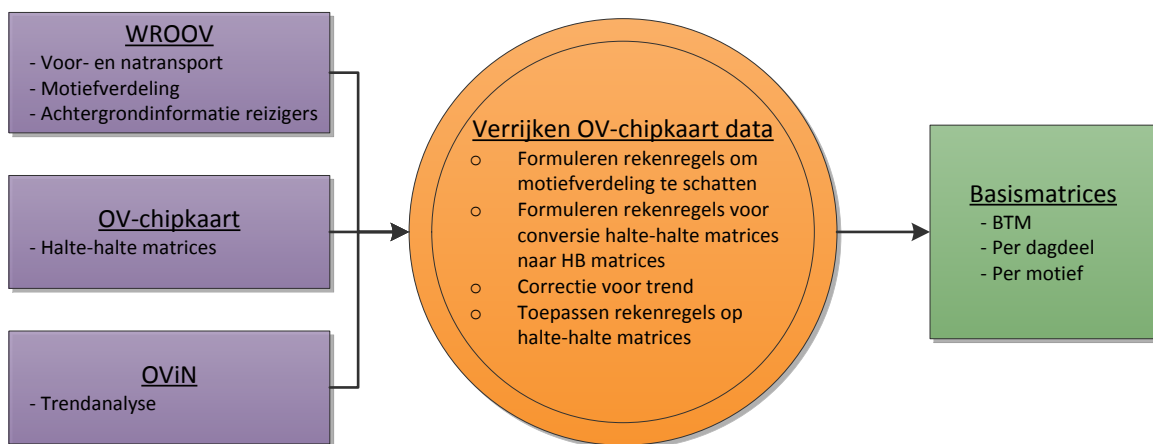 WROOV
- Voor- en natransport
- Motiefverdeling
- Achtergrondinformatie reizigers
OV-chipkaart
- Halte-halte matrices
OViN
- Trendanalyse
Verrijken OV-chipkaart data
o Formuleren rekenregels om
motiefverdeling te schatten
o Formuleren rekenregels voor
conversie halte-halte matrices
naar HB matrices
o Correctie voor trend
o Toepassen rekenregels op
halte-halte matrices
Basismatrices
- BTM
- Per dagdeel
- Per motief